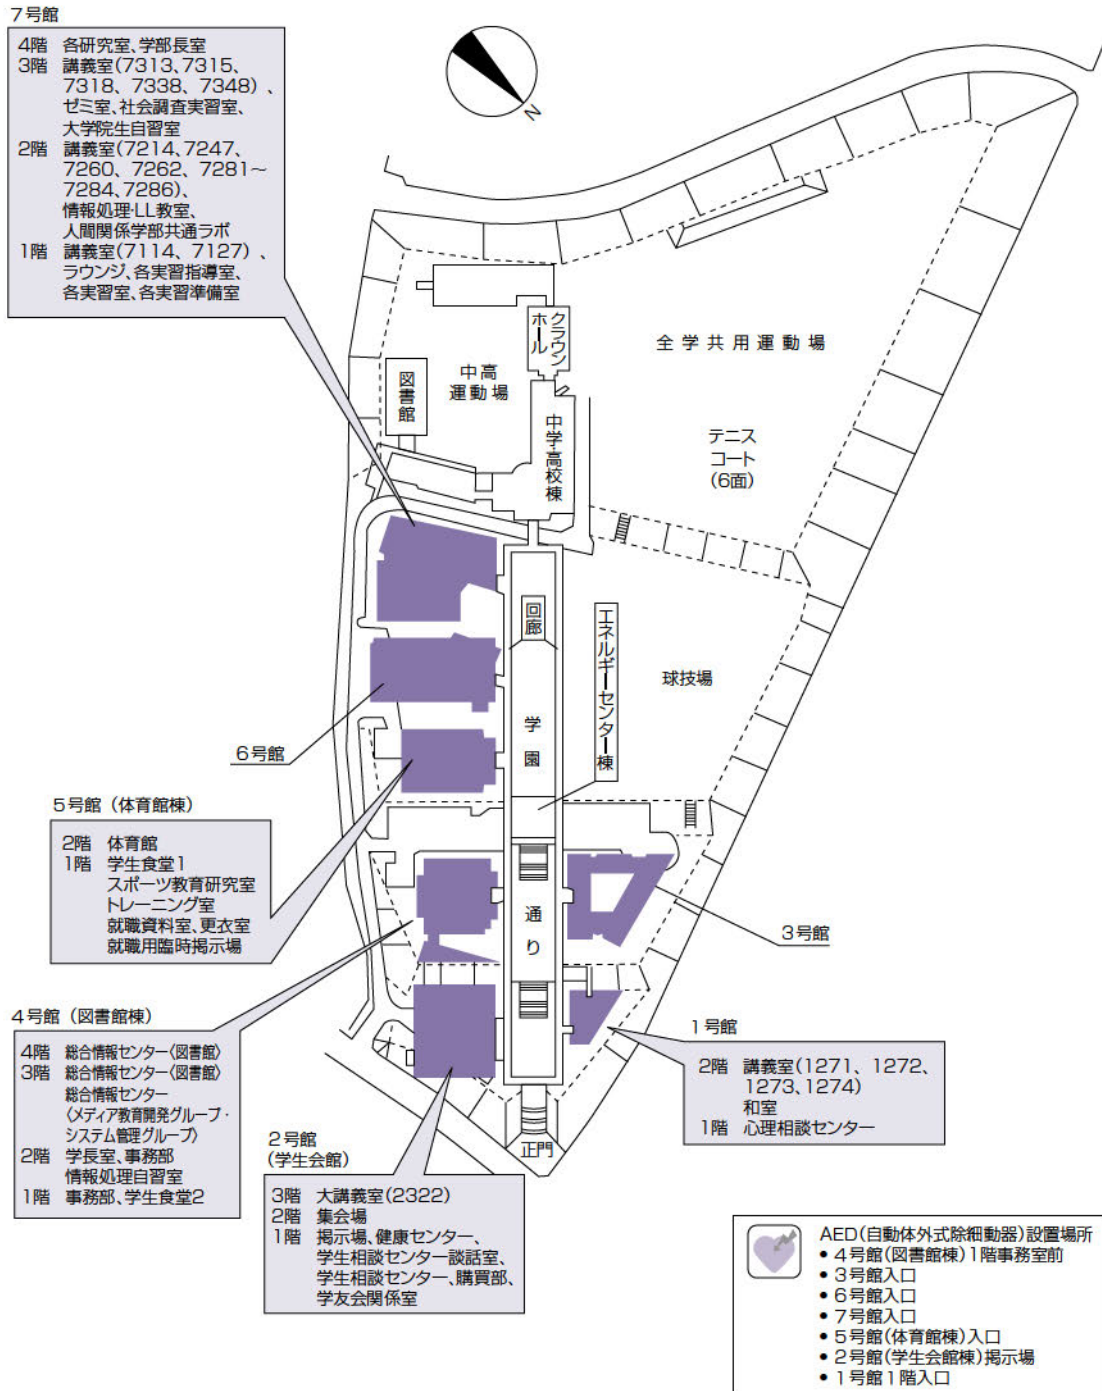 7号館
4階 各研究室、学部長室
3階 講義室(7313、7315、
7318、7338、7348)、
ゼミ室、社会調査実習室、
大学院生自習室
2階 講義室(7214、7247、
7260、7262、7281〜
7284、7286)、
情報処理・LL教室、
人間関係学部共通ラボ
1階 講義室(7114、7127)、
ラウンジ、各実習指導室、
各実習室、各実習準備室
N
クラウン
ホール
全学共用運動場
中高
運動場
図書館
中学・高校棟
テニス
コート
(6面)
回廊
エネルギーセンター棟
球技場
学園
通り
6号館
5号館(体育館棟)
2階 体育館
1階 学生食堂1
スポーツ教育研究室
トレーニング室
就職資料室、更衣室
就職用臨時掲示場
3号館
4号館(図書館棟)
4階 総合情報センター〈図書館〉
3階 総合情報センター〈図書館〉
総合情報センター
〈メディア教育開発グループ・
システム管理グループ〉
2階 学長室、事務部
情報処理自習室
1階 事務部、学生食堂2
1号館
2階 講義室(1271、1272、
1273、1274)
和室
1階 心理相談センター
正門
2号館
(学生会館)
3階 大講義室(2322)
2階 集会場
1階 掲示場、健康センター、
学生相談センター談話室、
学生相談センター、購買部、
学友会関係室
AED(自動体外式除細動器)設置場所
• 4号館(図書館棟)1階事務室前
• 3号館入口
• 6号館入口
• 7号館入口
• 5号館(体育館棟)入口
• 2号館(学生会館棟)掲示場
• 1号館1階入口